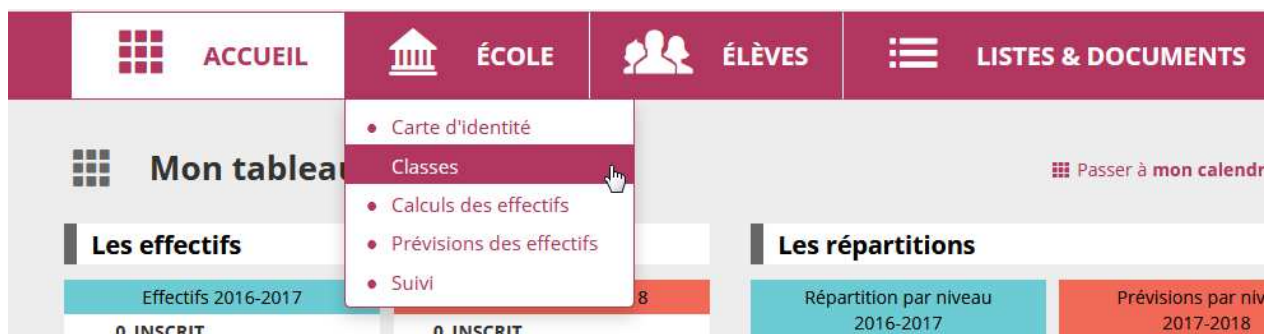 ACCUEIL
ÉCOLE
ÉLÈVES
LISTES & DOCUMENTS
Carte d'identité
Classes
Calculs des effectifs
Prévisions des effectifs
Suivi
Mon tableau
Passer à mon calendr
Les effectifs
Les répartitions
Effectifs 2016-2017
8
Répartition par niveau
2016-2017
Prévisions par niv
2017-2018
0 INSCRIT
0 INSCRIT